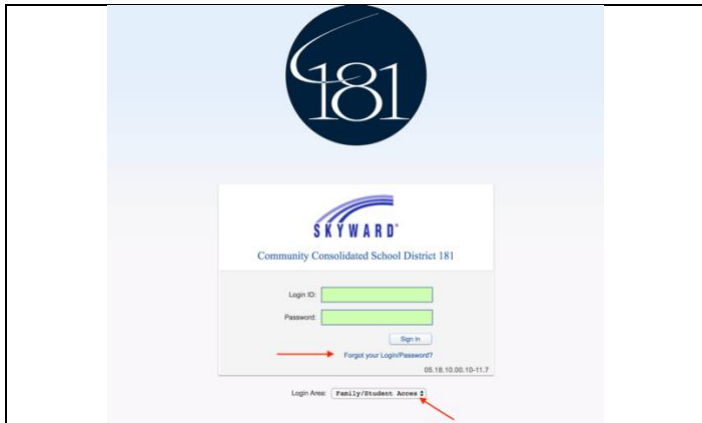 181
SKYWARD®
Community Consolidated School District 181
Login ID:
Password:
Sign In
Forgot your Login/Password?
05.18.10.00.10-11.7
Login Area: Family/Student Access